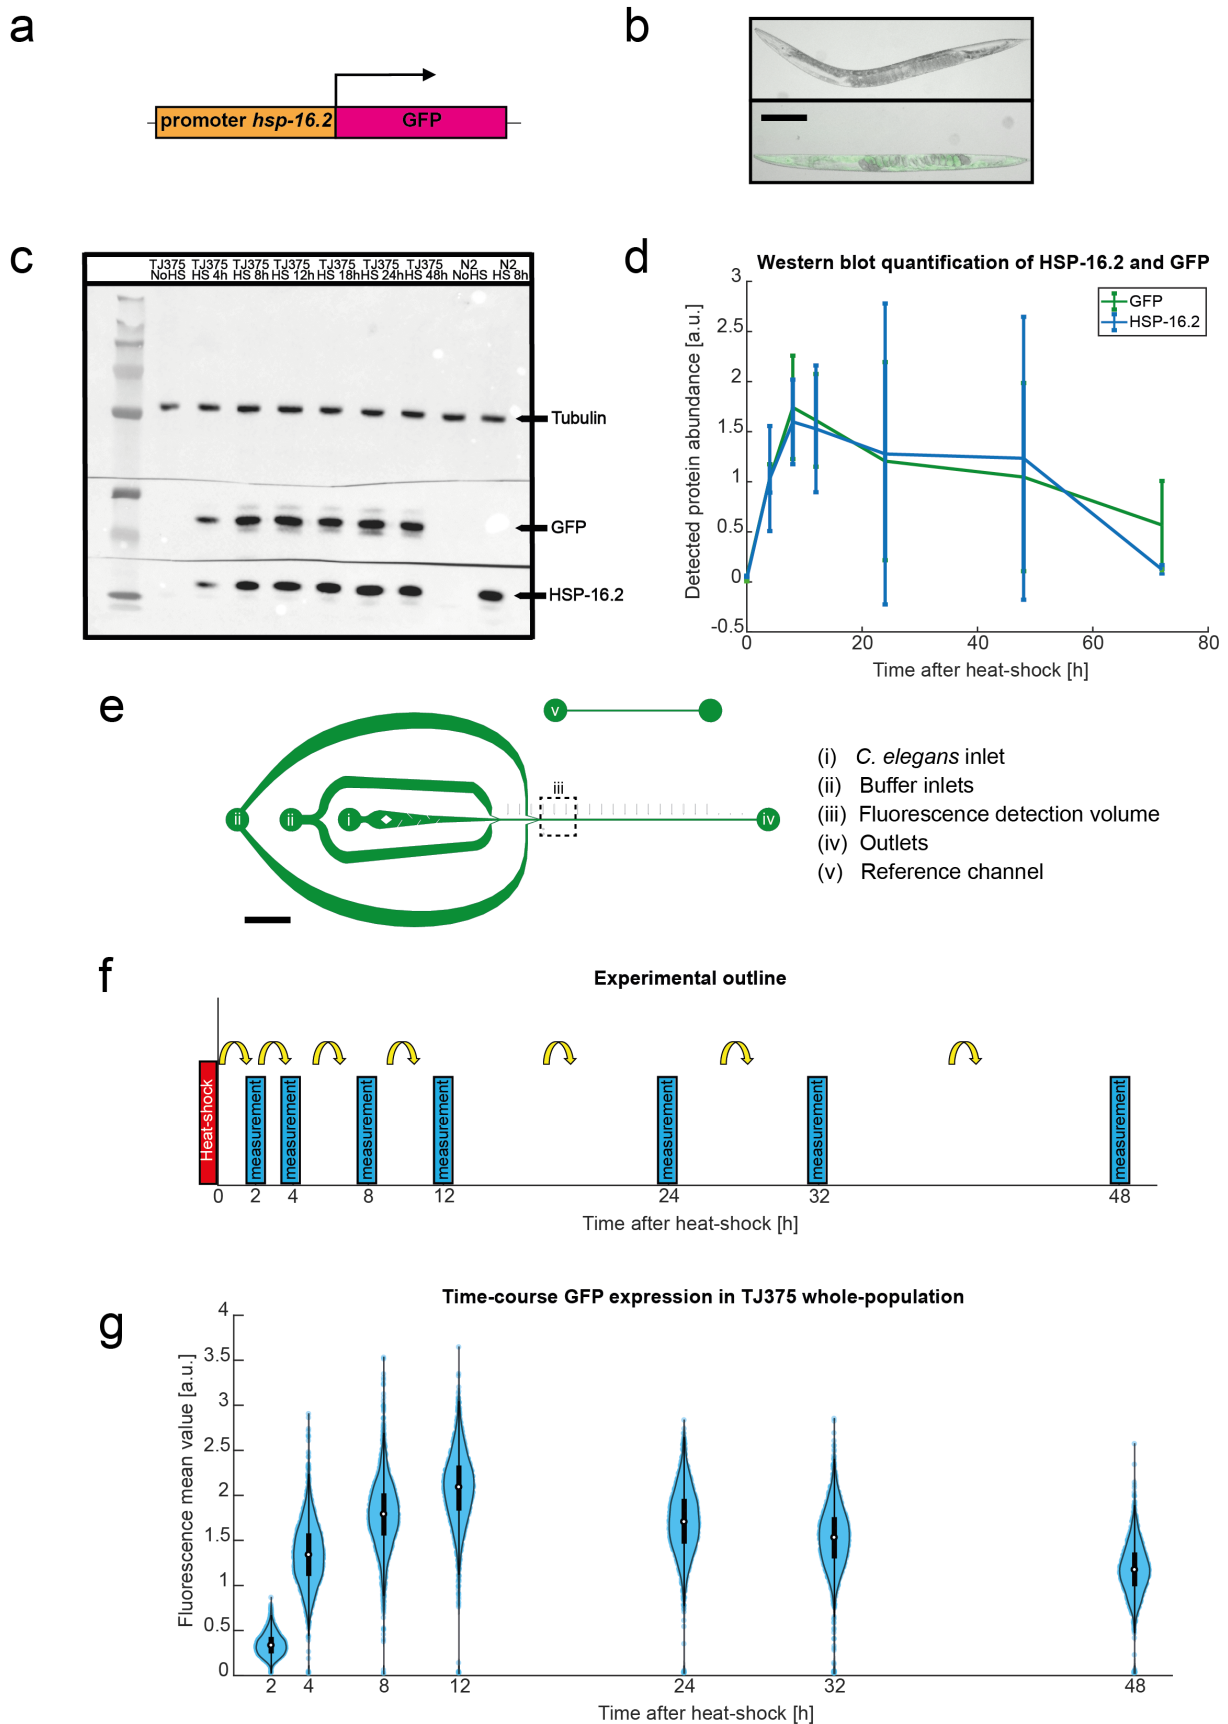 a
promoter hsp-16.2 GFP
b
c
TJ375 TJ375 TJ375 TJ375 TJ375 TJ375 TJ375 N2 N2
NoHS HS 4h HS 8h HS 12h HS 18h HS 24h HS 48h NoHS HS 8h
Tubulin
GFP
HSP-16.2
d
Western blot quantification of HSP-16.2 and GFP
GFP
HSP-16.2
Detected protein abundance [a.u.]
3
2.5
2
1.5
1
0.5
0
-0.5
0 20 40 60 80
Time after heat-shock [h]
e
v
iii
ii ii i iv
(i) C. elegans inlet
(ii) Buffer inlets
(iii) Fluorescence detection volume
(iv) Outlets
(v) Reference channel
f
Experimental outline
Heat-shock
measurement
measurement
measurement
measurement
measurement
measurement
measurement
0 2 4 8 12 24 32 48
Time after heat-shock [h]
g
Time-course GFP expression in TJ375 whole-population
Fluorescence mean value [a.u.]
4
3.5
3
2.5
2
1.5
1
0.5
0
2 4 8 12 24 32 48
Time after heat-shock [h]